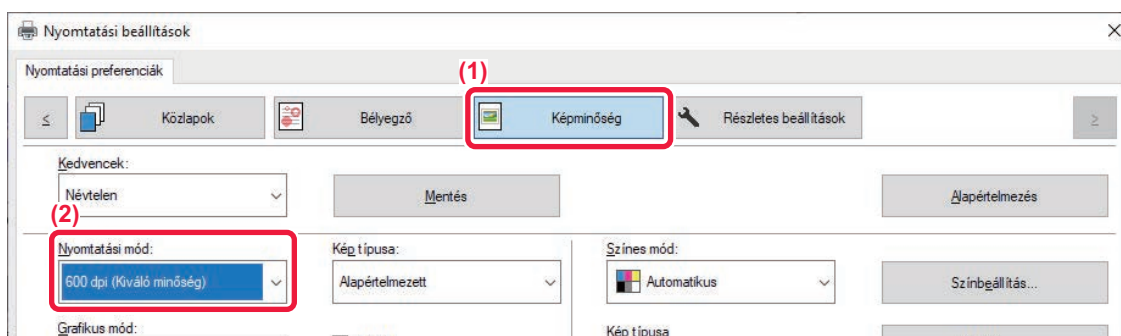 Nyomtatási beállítások
Nyomtatási preferenciák
(1)
< Közlapok Bélyegző Képminőség Részletes beállítások >
Kedvencek:
Névtelen Mentés Alapértelmezés
(2)
Nyomtatási mód: Kép típusa: Színes mód:
600 dpi (Kiváló minőség) Alapértelmezett Automatikus Színbeállítás...
Grafikus mód: Kép típusa